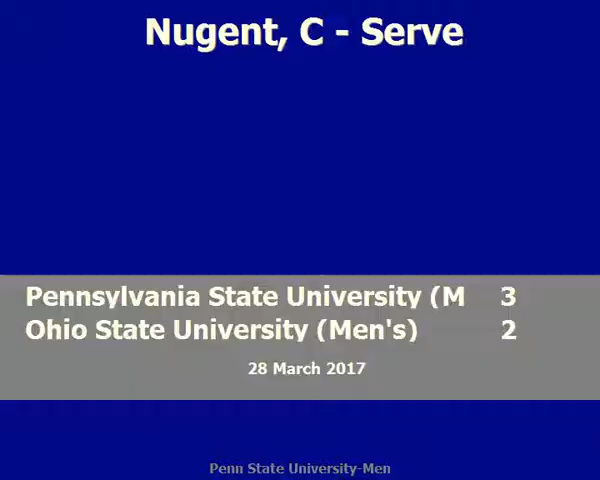 Nugent, C - Serve
Pennsylvania State University (M 3
Ohio State University (Men's) 2
28 March 2017
Penn State University-Men